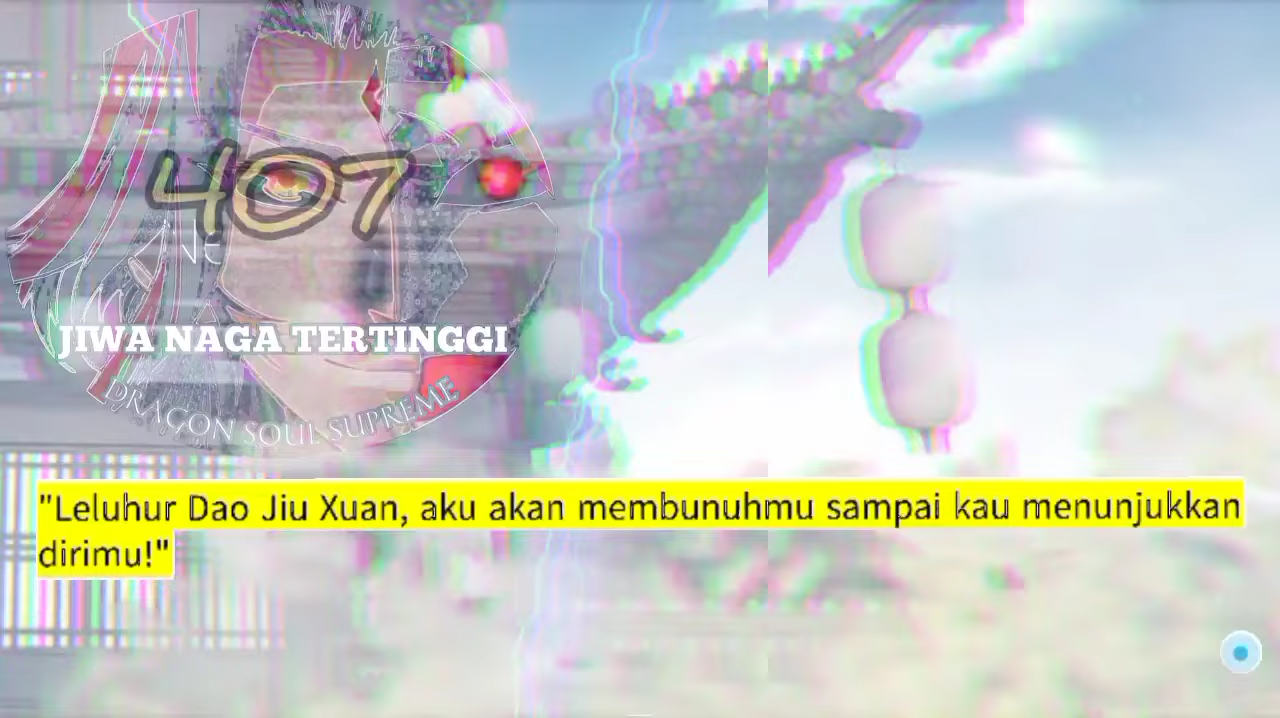 407
JIWA NAGA TERTINGGI
DRAGON SOUL SUPREME
"Leluhur Dao Jiu Xuan, aku akan membunuhmu sampai kau menunjukkan
dirimu!"